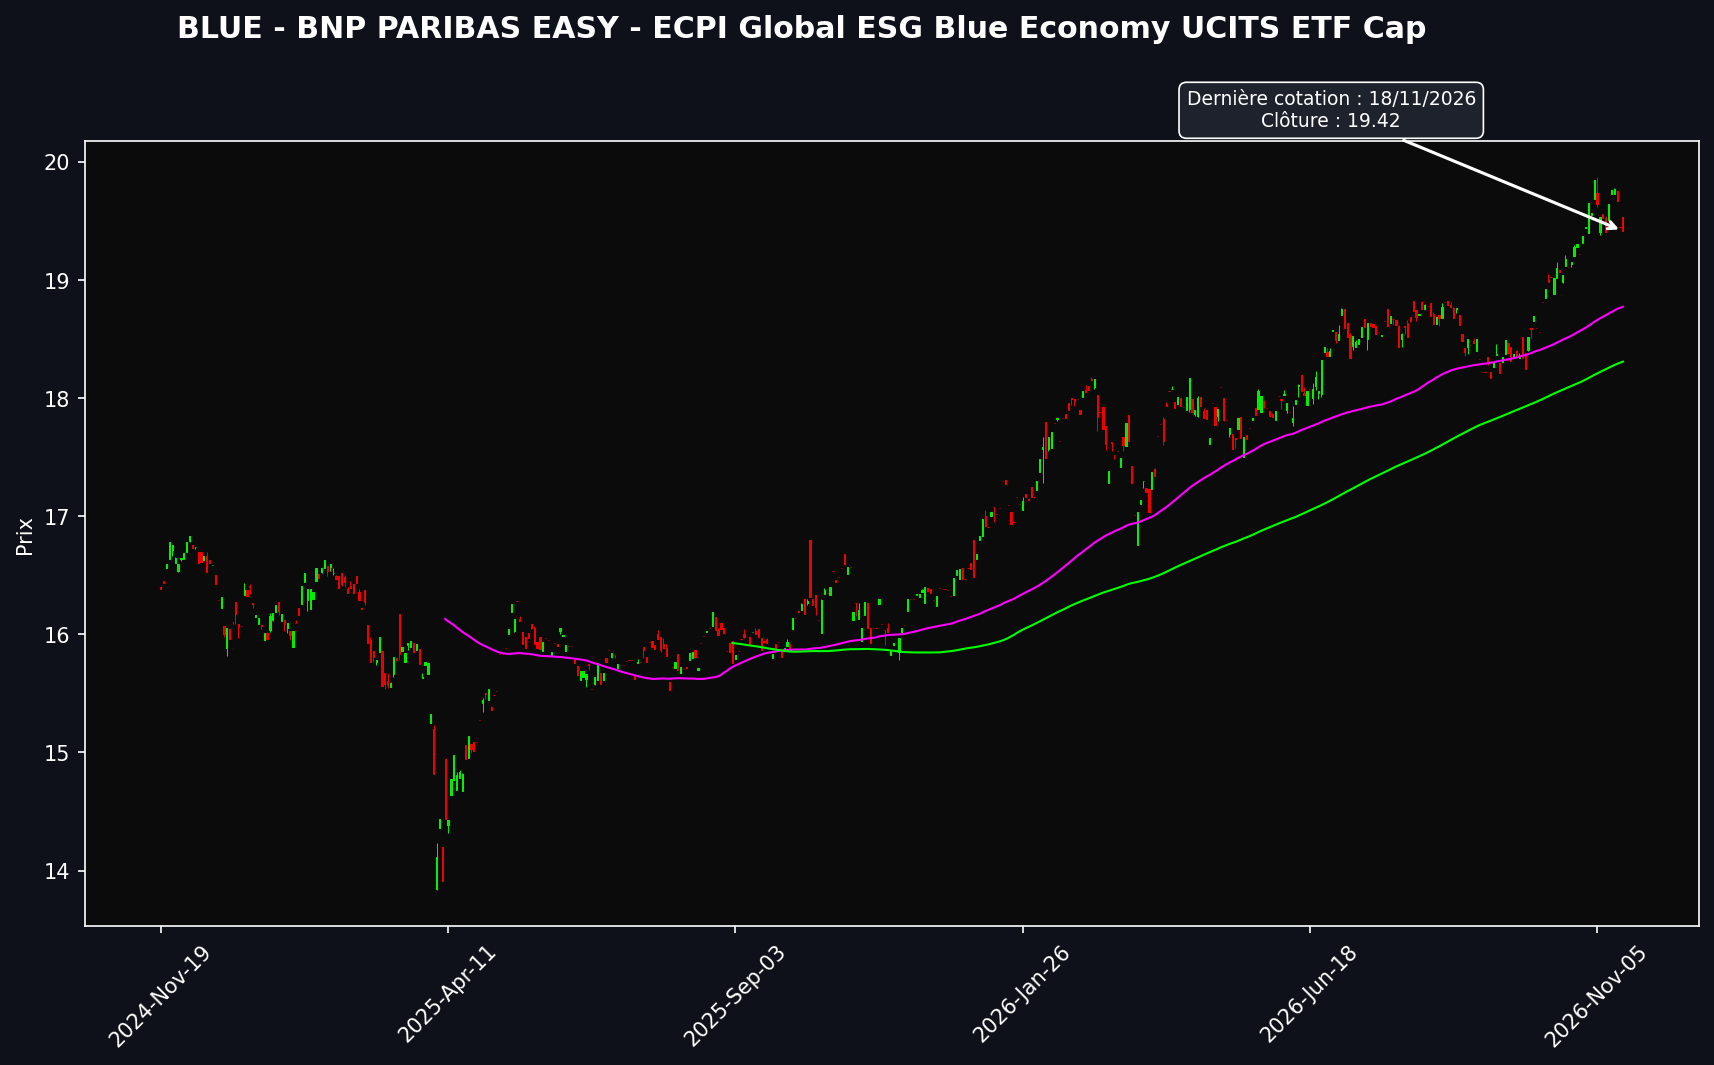 BLUE - BNP PARIBAS EASY - ECPI Global ESG Blue Economy UCITS ETF Cap
Dernière cotation : 18/11/2026
Clôture : 19.42
20
19
18
17
16
15
14
Prix
2024-Nov-19
2025-Apr-11
2025-Sep-03
2026-Jan-26
2026-Jun-18
2026-Nov-05